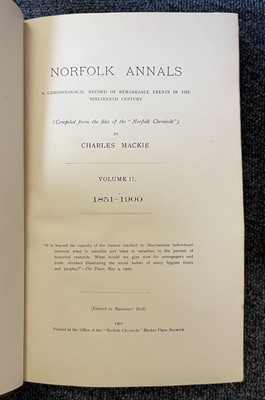 NORFOLK ANNALS
A CHRONOLOGICAL RECORD OF REMARKABLE EVENTS IN THE
NINETEENTH CENTURY
(Compiled from the files of the "Norfolk Chronicle")
BY
CHARLES MACKIE
VOLUME II.
1851-1900
"It is beyond the capacity of the human intellect to discriminate beforehand
between what is valuable and what is valueless in the pursuit of
historical research. What would we give now for newspapers and
trade circulars illustrating the social habits of many bygone times
and peoples?"—The Times, May 4, 1900.
(Entered at Stationers' Hall)
1901
Printed at the Office of the "Norfolk Chronicle" Market Place Norwich